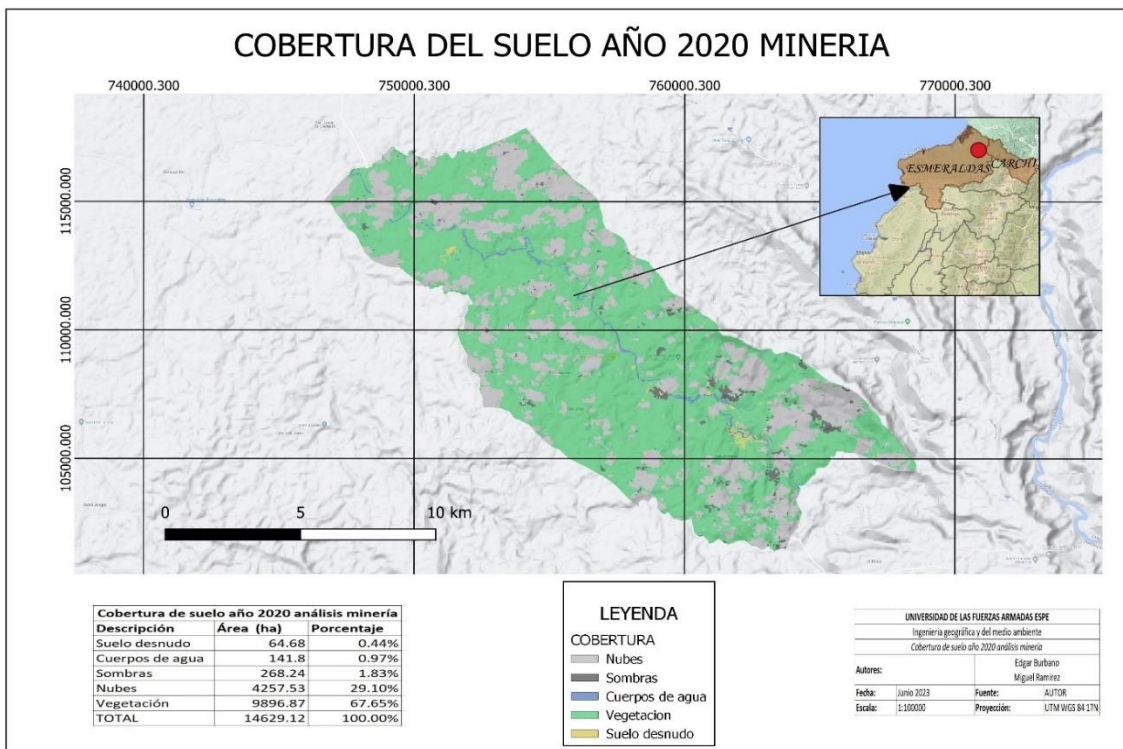 COBERTURA DEL SUELO AÑO 2020 MINERIA
740000.300 750000.300 760000.300 770000.300
115000.000
110000.000
105000.000
ESMERALDAS
CARCHI
0 5 10 km
Cobertura de suelo año 2020 análisis minería
Descripción Área (ha) Porcentaje
Suelo desnudo 64.68 0.44%
Cuerpos de agua 141.8 0.97%
Sombras 268.24 1.83%
Nubes 4257.53 29.10%
Vegetación 9896.87 67.65%
TOTAL 14629.12 100.00%
LEYENDA
COBERTURA
Nubes
Sombras
Cuerpos de agua
Vegetacion
Suelo desnudo
UNIVERSIDAD DE LAS FUERZAS ARMADAS ESPE
Ingenieria geográfica y del medio ambiente
Cobertura de suelo año 2020 análisis minería
Autores: Edgar Burbano
Miguel Ramirez
Fecha: Junio 2023 Fuente: AUTOR
Escala: 1:100000 Proyección: UTM WGS 84 17N